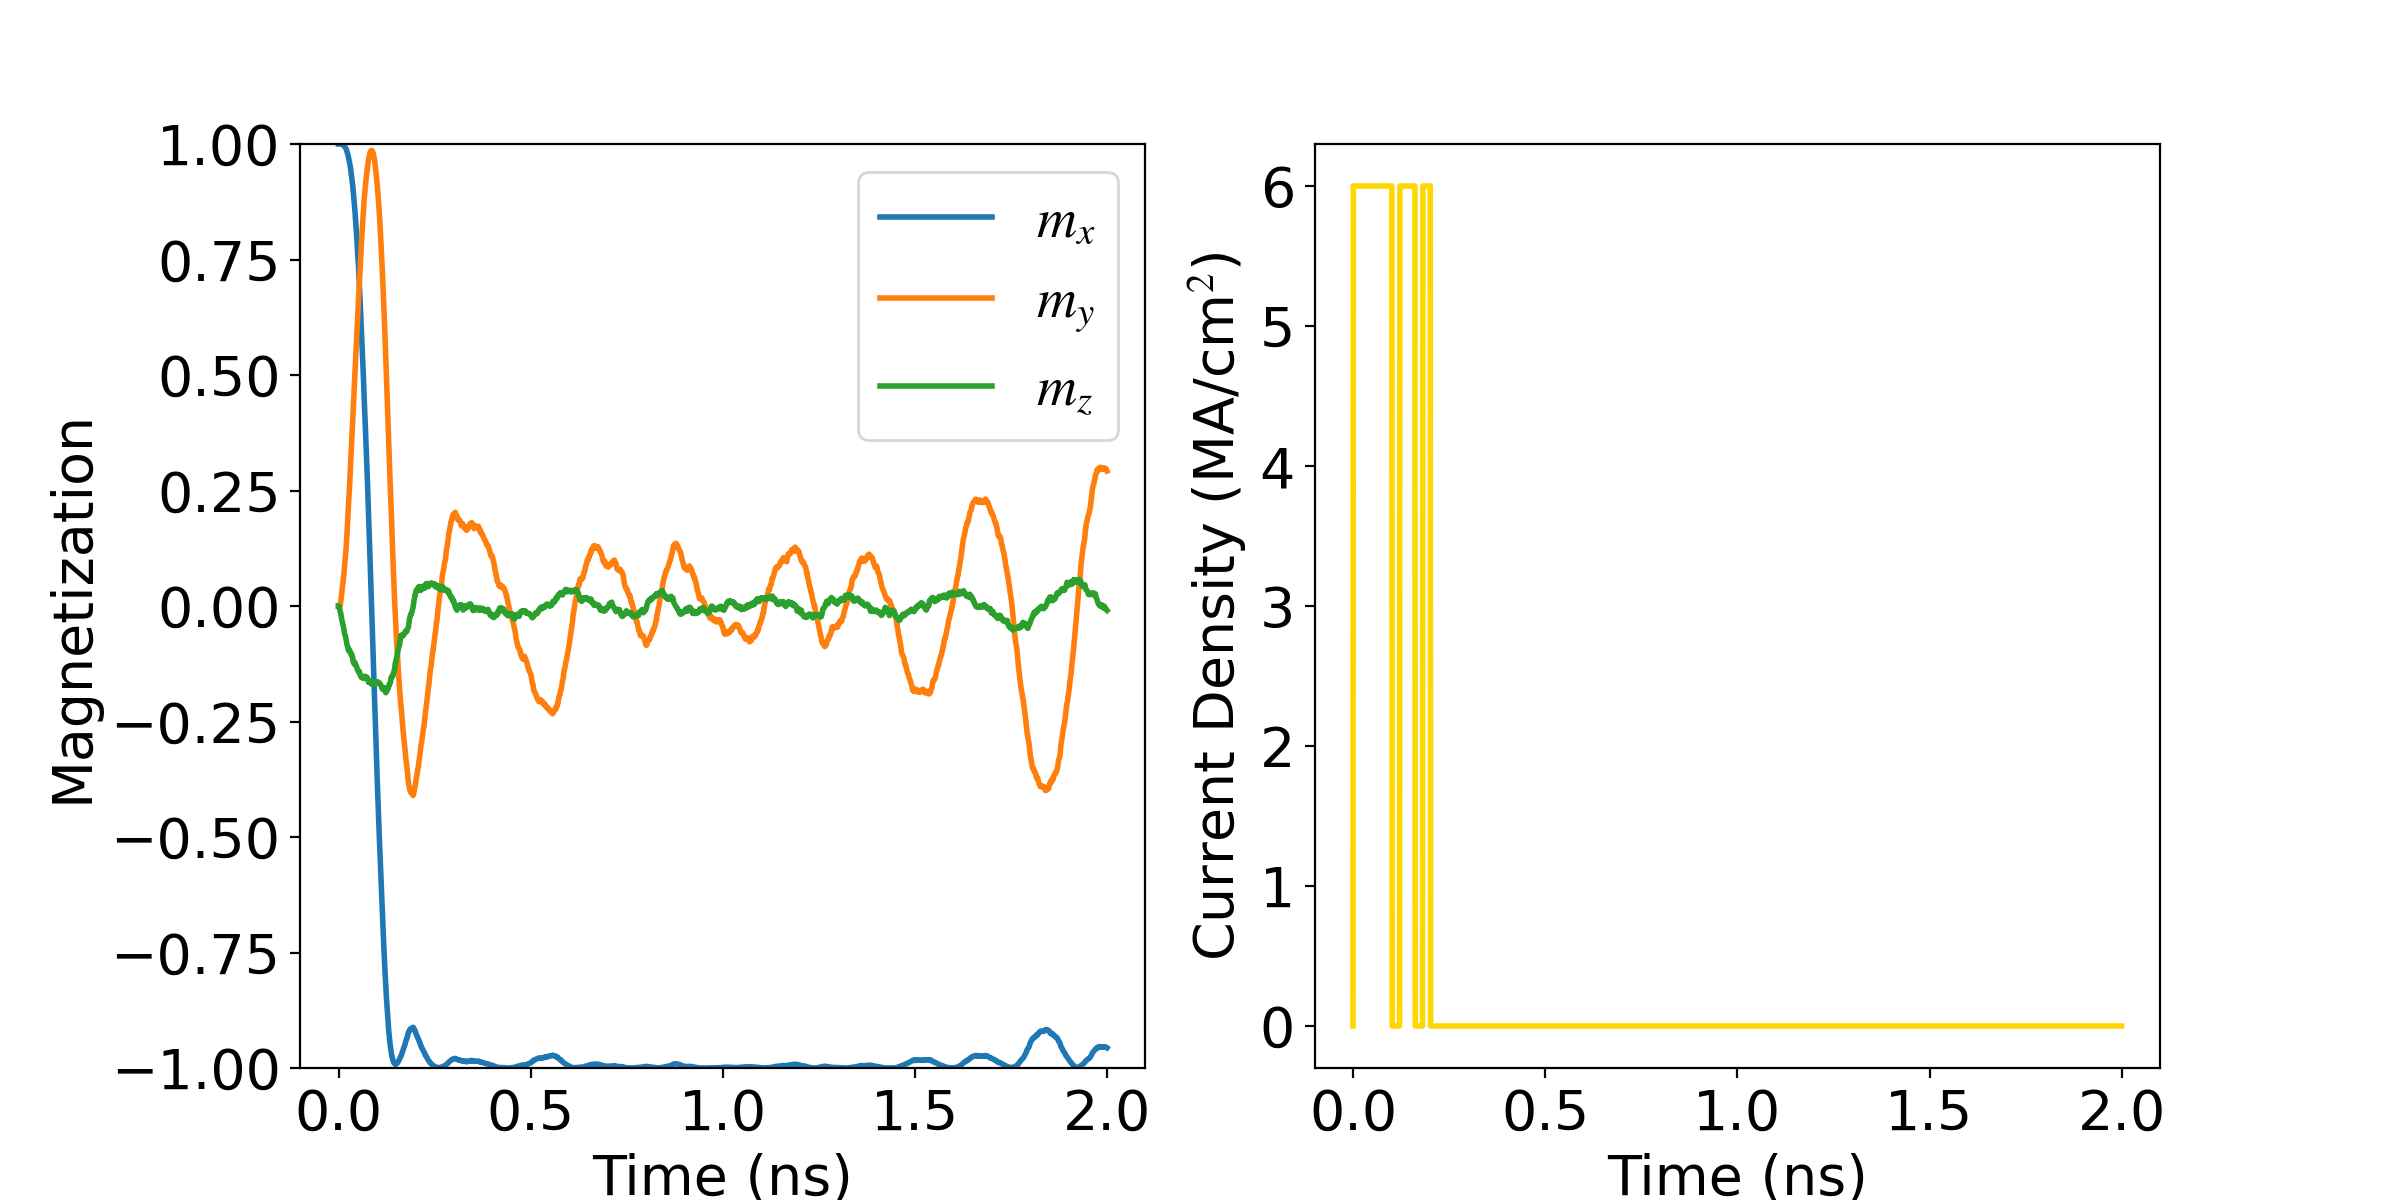 1.00
0.75
0.50
0.25
0.00
−0.25
−0.50
−0.75
−1.00
Magnetization
0.0 0.5 1.0 1.5 2.0
Time (ns)
m_x
m_y
m_z
6
5
4
3
2
1
0
Current Density (MA/cm²)
0.0 0.5 1.0 1.5 2.0
Time (ns)